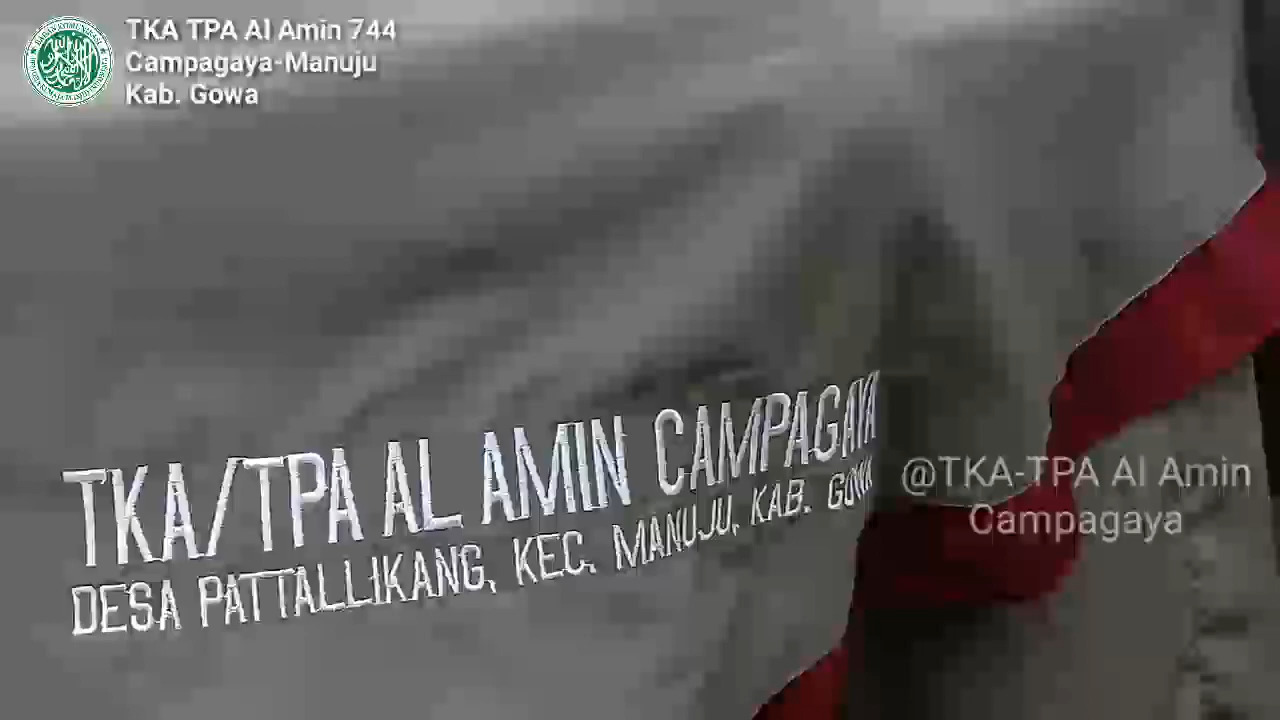 TKA TPA Al Amin 744
Campagaya-Manuju
Kab. Gowa
TKA/TPA AL AMIN CAMPAGAYA
DESA PATTALLIKANG, KEC. MANUJU, KAB. GOWA
@TKA-TPA Al Amin
Campagaya